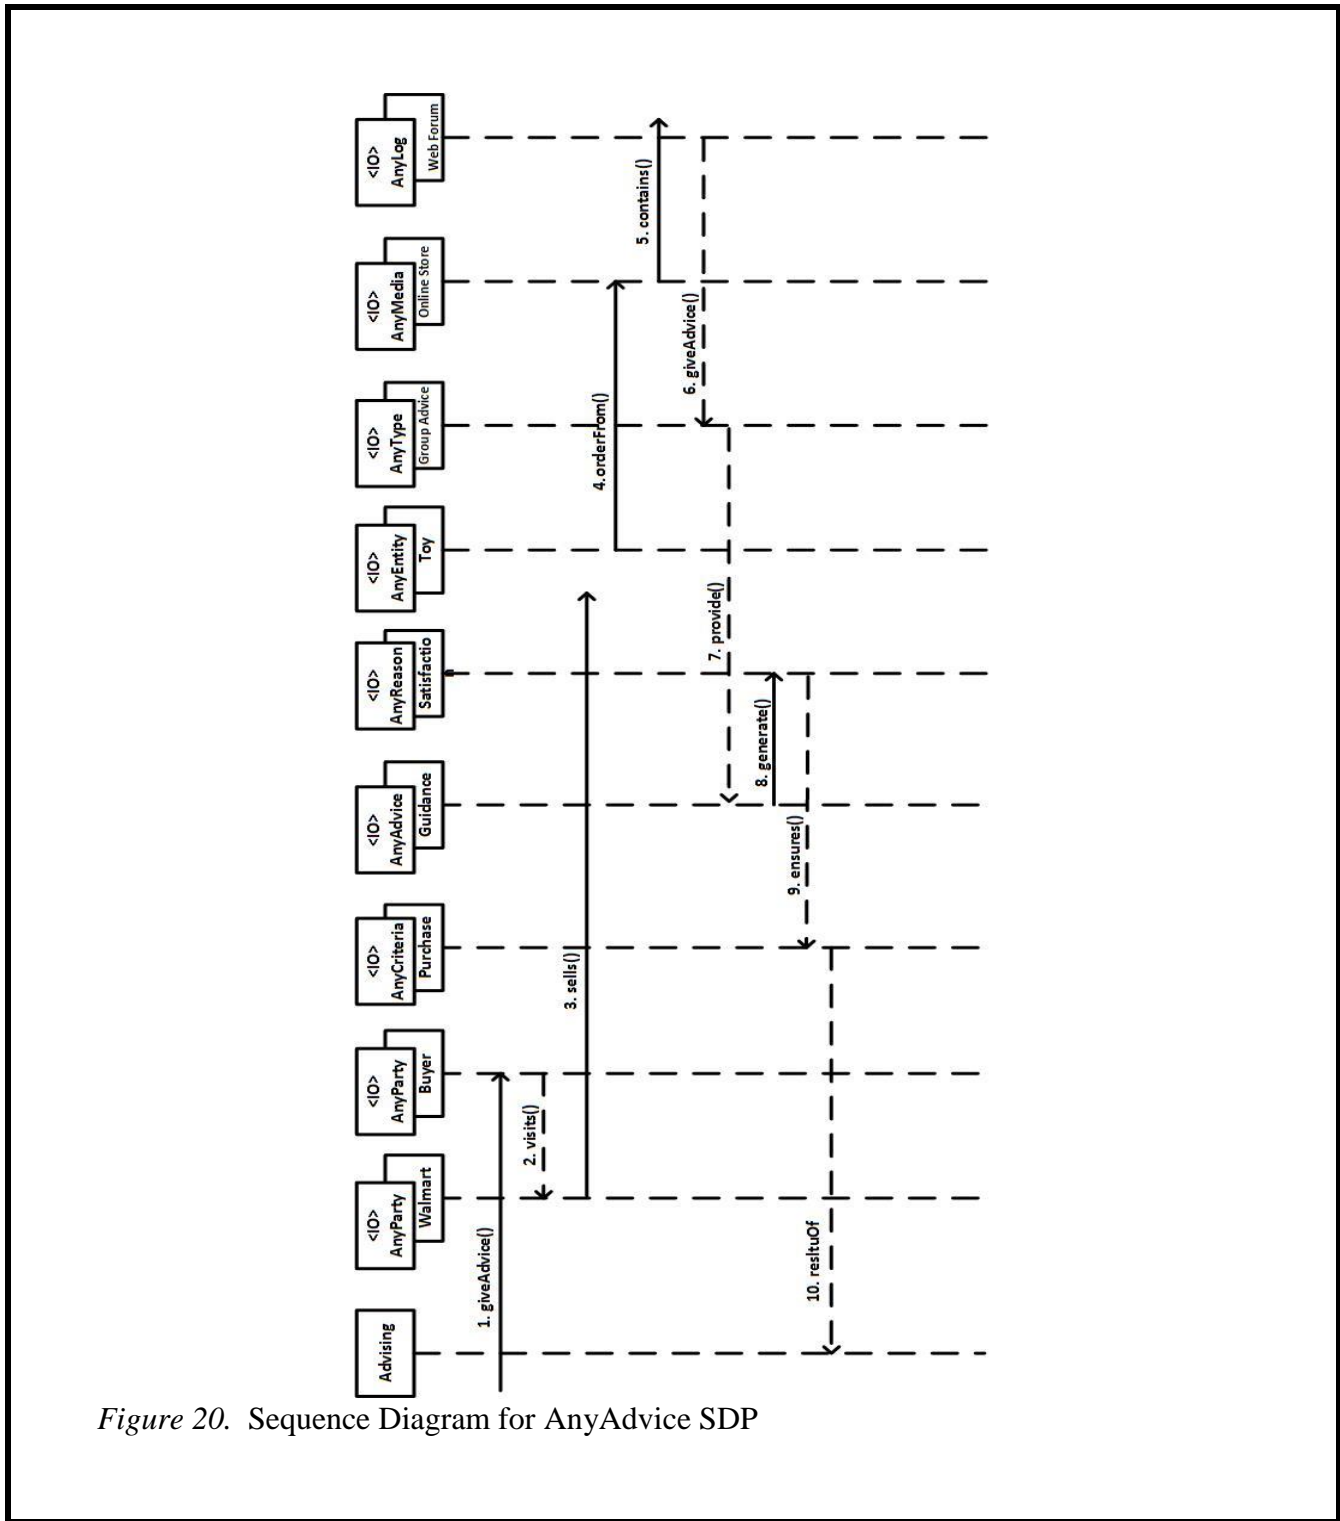 Advising
<IO>
AnyParty
Walmart
<IO>
AnyParty
Buyer
<IO>
AnyCriteria
Purchase
<IO>
AnyAdvice
Guidance
<IO>
AnyReason
Satisfactio
n
<IO>
AnyEntity
Toy
<IO>
AnyType
Group Advice
<IO>
AnyMedia
Online Store
<IO>
AnyLog
Web Forum
1. giveAdvice()
2. visits()
3. sells()
4.orderFrom()
5. contains()
6. giveAdvice()
7. provide()
8. generate()
9. ensures()
10. resltuOf
Figure 20. Sequence Diagram for AnyAdvice SDP